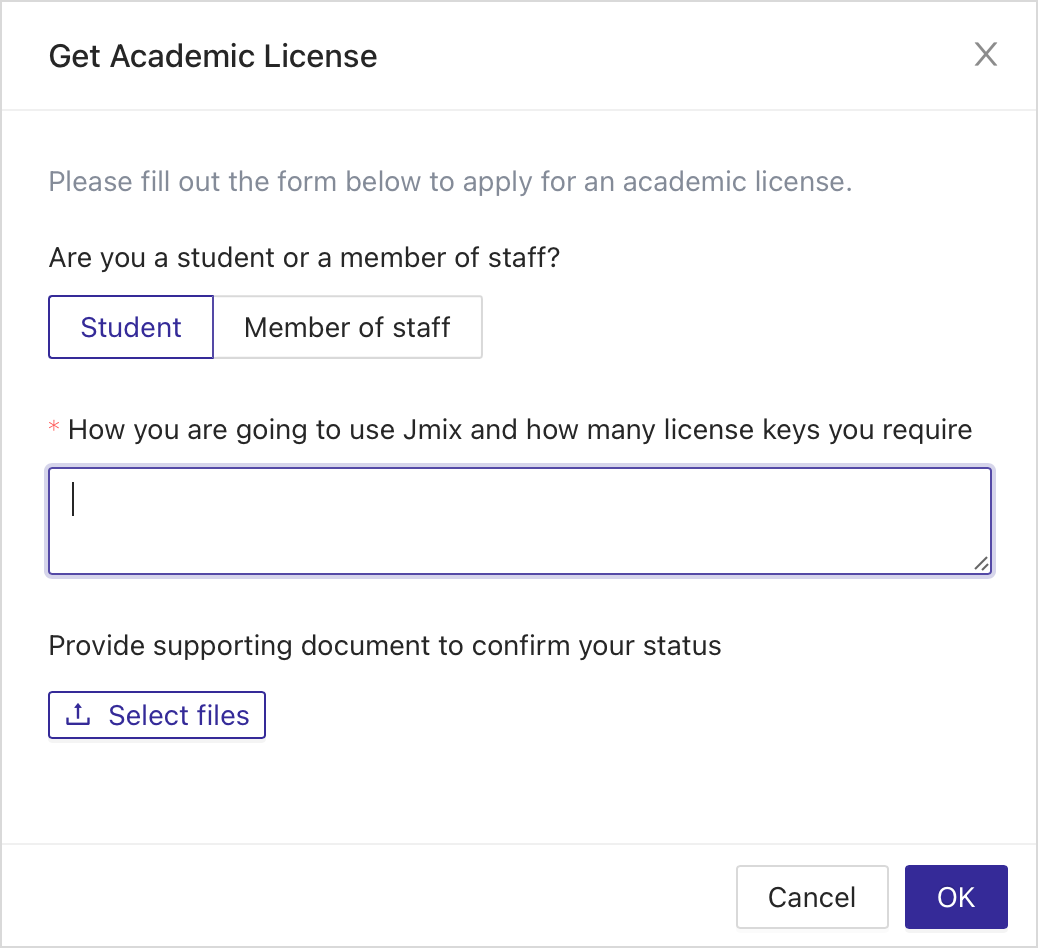 Get Academic License
Please fill out the form below to apply for an academic license.
Are you a student or a member of staff?
Student Member of staff
* How you are going to use Jmix and how many license keys you require
Provide supporting document to confirm your status
Select files
Cancel OK